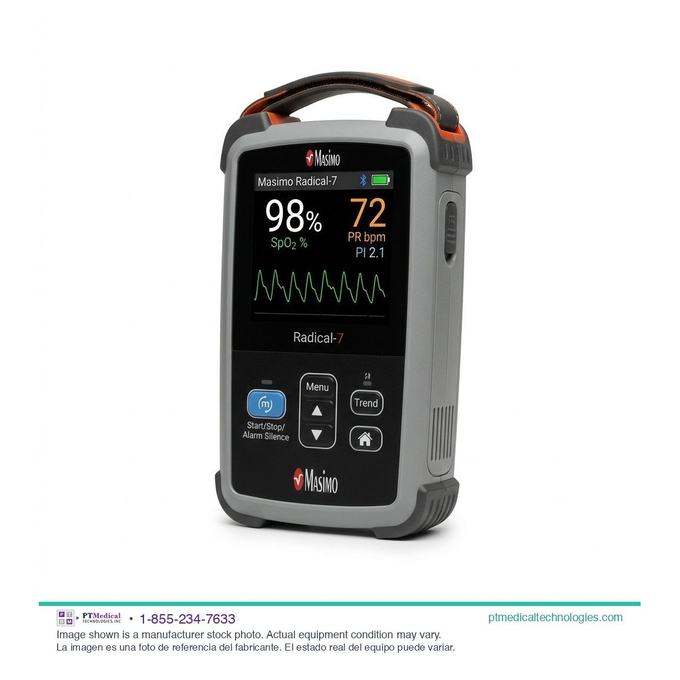 MASIMO
Masimo Radical-7
98% 72
SpO₂ % PR bpm
PI 2.1
Radical-7
Menu
Trend
Start/Stop/
Alarm Silence
MASIMO
PTMedical
TECHNOLOGIES, INC
• 1-855-234-7633
ptmedicaltechnologies.com
Image shown is a manufacturer stock photo. Actual equipment condition may vary.
La imagen es una foto de referencia del fabricante. El estado real del equipo puede variar.